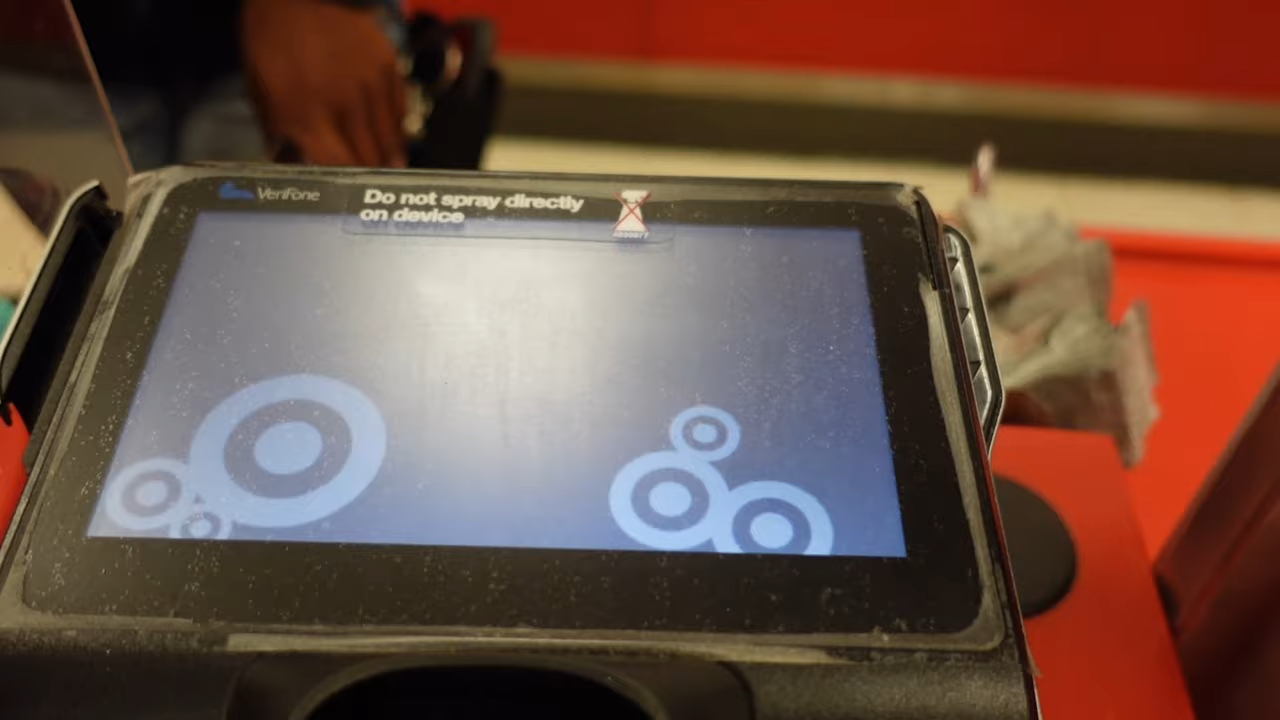 Verifone
Do not spray directly
on device